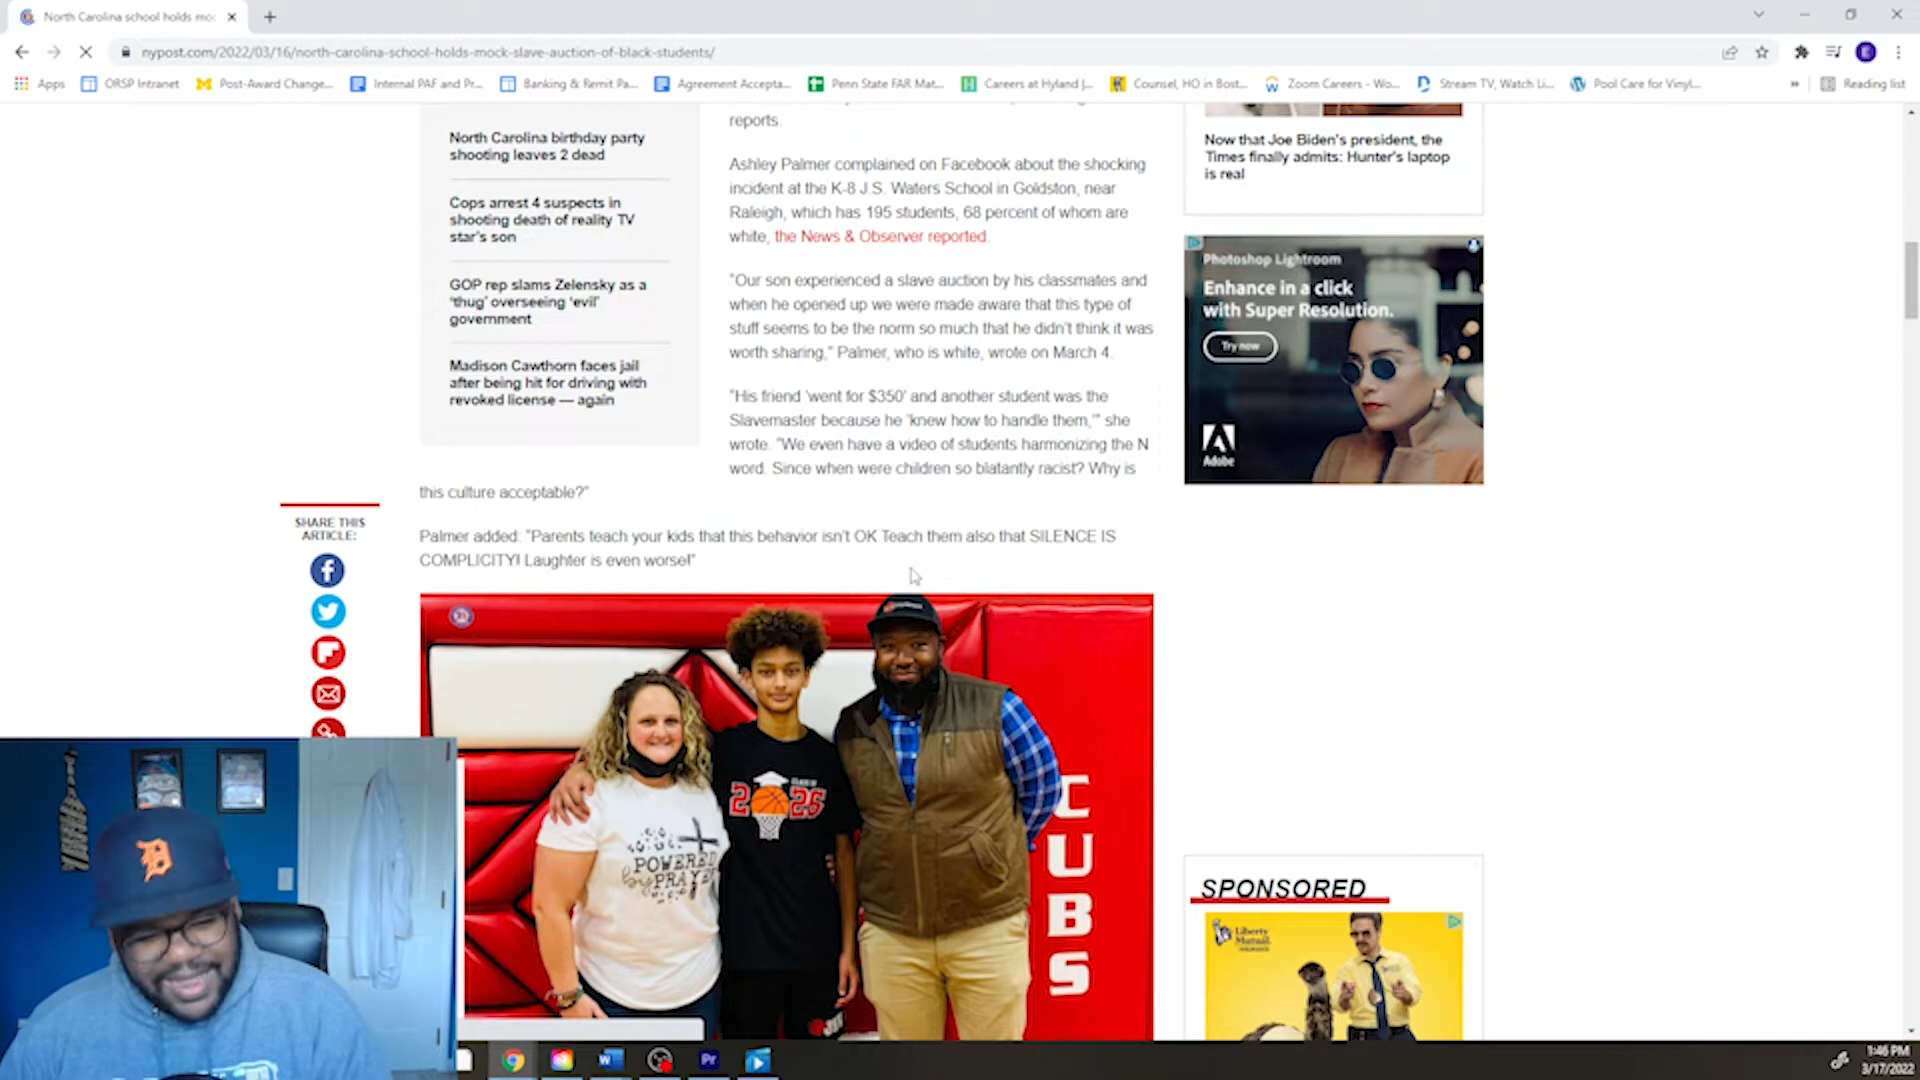 North Carolina school holds mo
nypost.com/2022/03/16/north-carolina-school-holds-mock-slave-auction-of-black-students/
Apps
ORSP Intranet
Post-Award Change...
Internal PAF and Pr...
Banking & Remit Pa...
Agreement Accepta...
Penn State FAR Mat...
Careers at Hyland |...
Counsel, HO in Bost...
Zoom Careers - Wo...
Stream TV, Watch Li...
Pool Care for Vinyl...
Reading list
North Carolina birthday party
shooting leaves 2 dead
Cops arrest 4 suspects in
shooting death of reality TV
star's son
GOP rep slams Zelensky as a
'thug' overseeing 'evil'
government
Madison Cawthorn faces jail
after being hit for driving with
revoked license — again
reports.
Ashley Palmer complained on Facebook about the shocking
incident at the K-8 J.S. Waters School in Goldston, near
Raleigh, which has 195 students, 68 percent of whom are
white, the News & Observer reported.
"Our son experienced a slave auction by his classmates and
when he opened up we were made aware that this type of
stuff seems to be the norm so much that he didn't think it was
worth sharing," Palmer, who is white, wrote on March 4.
"His friend 'went for $350' and another student was the
Slavemaster because he 'knew how to handle them,'" she
wrote. "We even have a video of students harmonizing the N
word. Since when were children so blatantly racist? Why is
this culture acceptable?"
Palmer added: "Parents teach your kids that this behavior isn't OK Teach them also that SILENCE IS
COMPLICITY! Laughter is even worse!"
SHARE THIS
ARTICLE:
Now that Joe Biden's president, the
Times finally admits: Hunter's laptop
is real
Photoshop Lightroom
Enhance in a click
with Super Resolution.
Try now
Adobe
POWERED
by PRAYER
CLASS OF
2026
CUBS
SPONSORED
Liberty
Mutual
INSURANCE
D
W
Pr
1:46 PM
3/17/2022